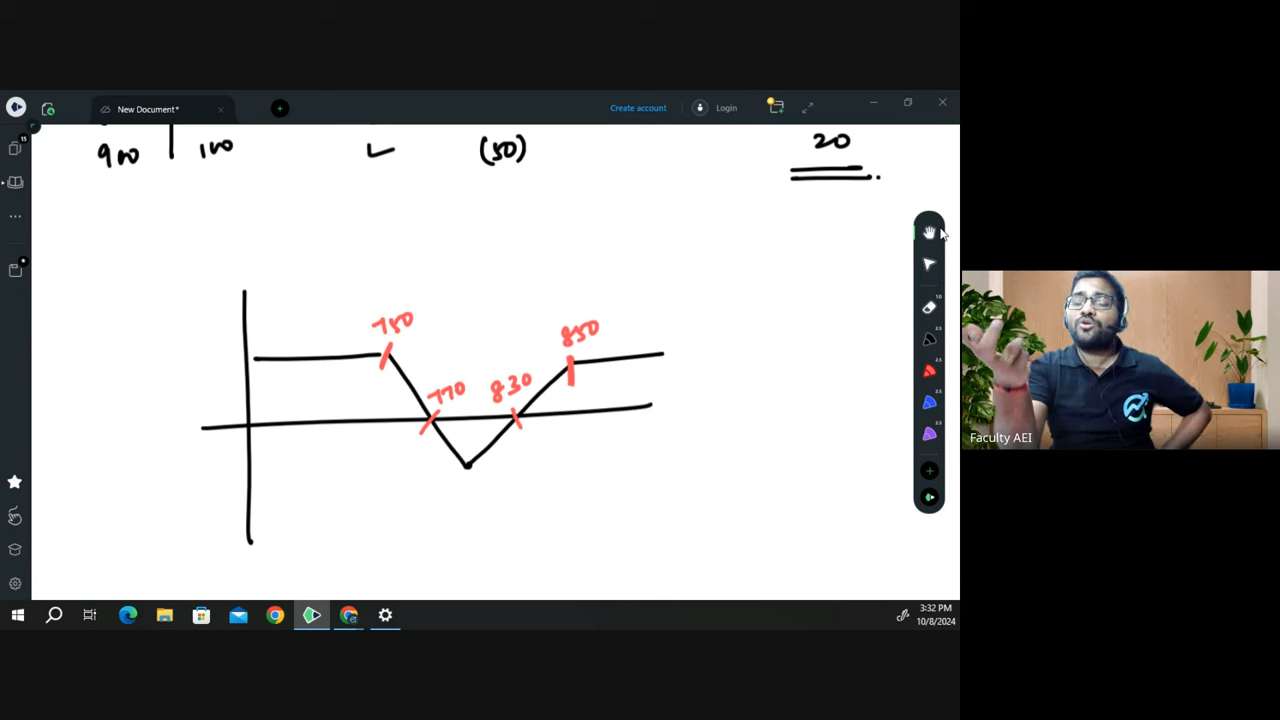 New Document*
Create account
Login
900 100 (50) 20
750
850
770
830
Faculty AEI
3:32 PM
10/8/2024